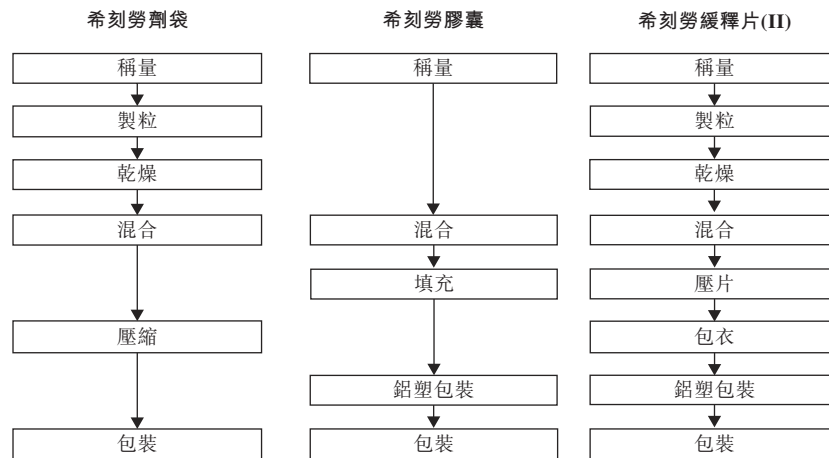 希刻勞劑袋
稱量
製粒
乾燥
混合
壓縮
包裝
希刻勞膠囊
稱量
混合
填充
鋁塑包裝
包裝
希刻勞緩釋片(II)
稱量
製粒
乾燥
混合
壓片
包衣
鋁塑包裝
包裝